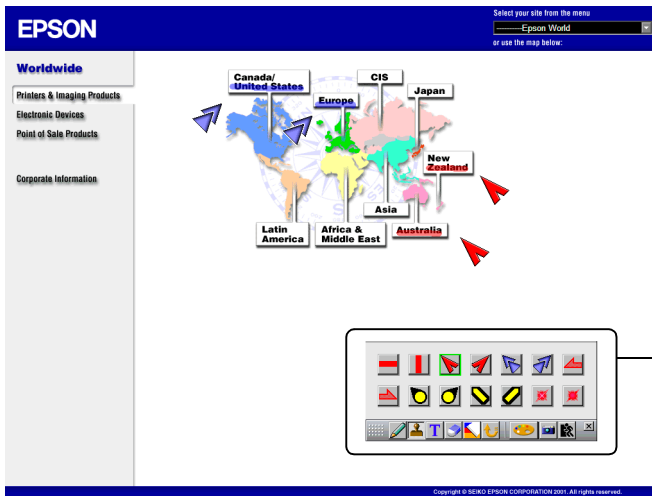 EPSON
Select your site from the menu
Epson World
or use the map below:
Worldwide
Printers & Imaging Products
Electronic Devices
Point of Sale Products
Corporate Information
Canada/
United States
CIS
Europe
Japan
New
Zealand
Asia
Latin
America
Africa &
Middle East
Australia
T
Copyright © SEIKO EPSON CORPORATION 2001. All rights reserved.